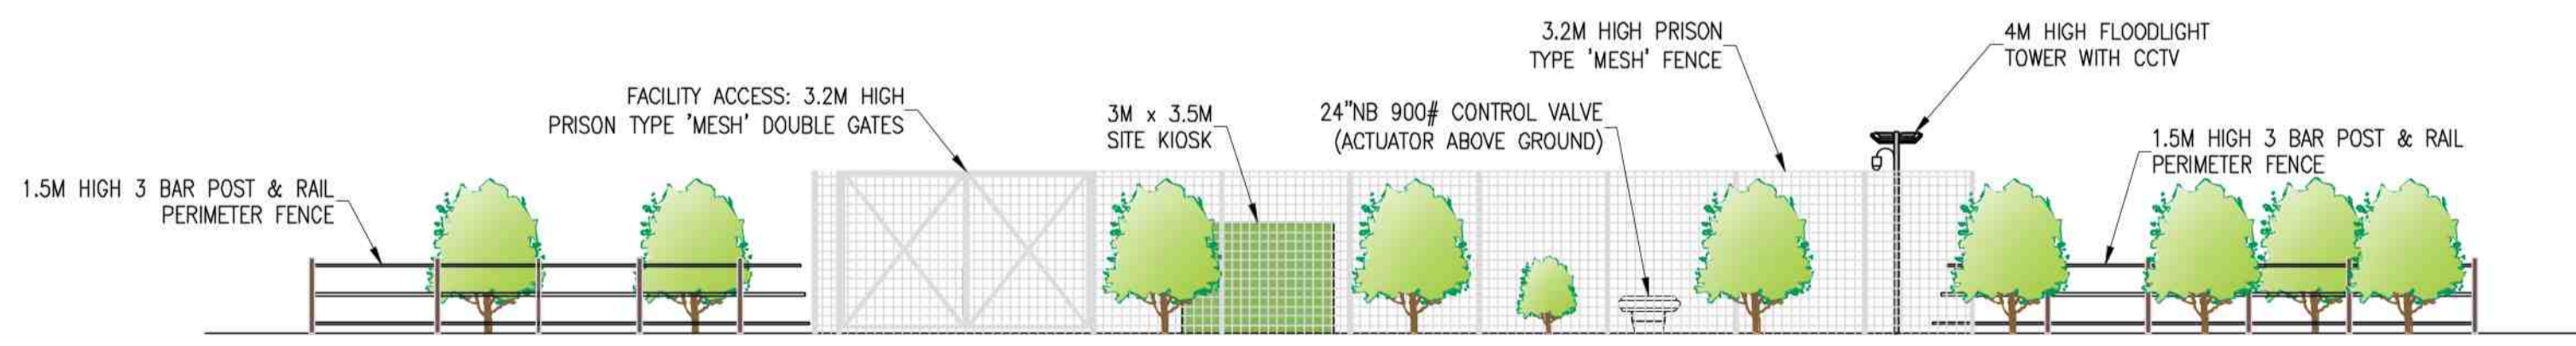 1.5M HIGH 3 BAR POST & RAIL
PERIMETER FENCE
FACILITY ACCESS: 3.2M HIGH
PRISON TYPE 'MESH' DOUBLE GATES
3M x 3.5M
SITE KIOSK
24"NB 900# CONTROL VALVE
(ACTUATOR ABOVE GROUND)
3.2M HIGH PRISON
TYPE 'MESH' FENCE
4M HIGH FLOODLIGHT
TOWER WITH CCTV
1.5M HIGH 3 BAR POST & RAIL
PERIMETER FENCE